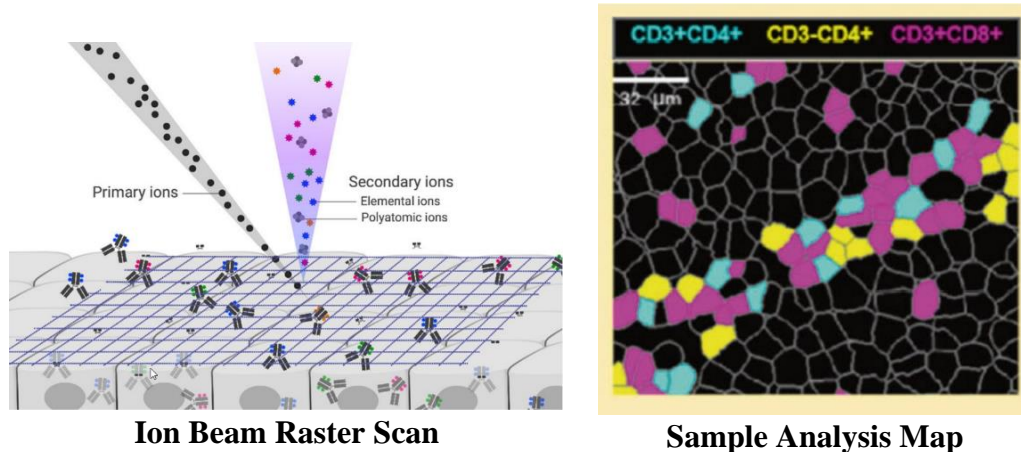 Primary ions
Secondary ions
Elemental ions
Polyatomic ions
Ion Beam Raster Scan
CD3+CD4+ CD3-CD4+ CD3+CD8+
32 µm
Sample Analysis Map